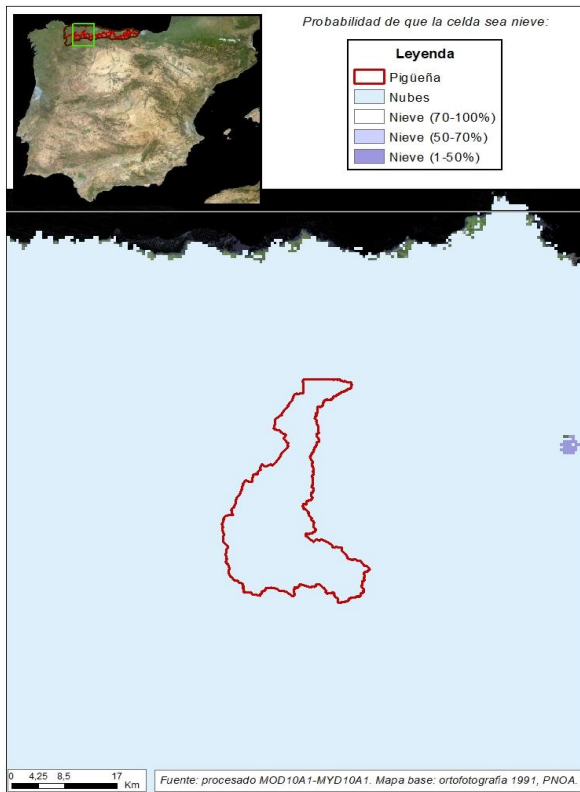 Probabilidad de que la celda sea nieve:
Leyenda
Pigüeña
Nubes
Nieve (70-100%)
Nieve (50-70%)
Nieve (1-50%)
0 4,25 8,5 17
Km
Fuente: procesado MOD10A1-MYD10A1. Mapa base: ortofotografía 1991, PNOA.